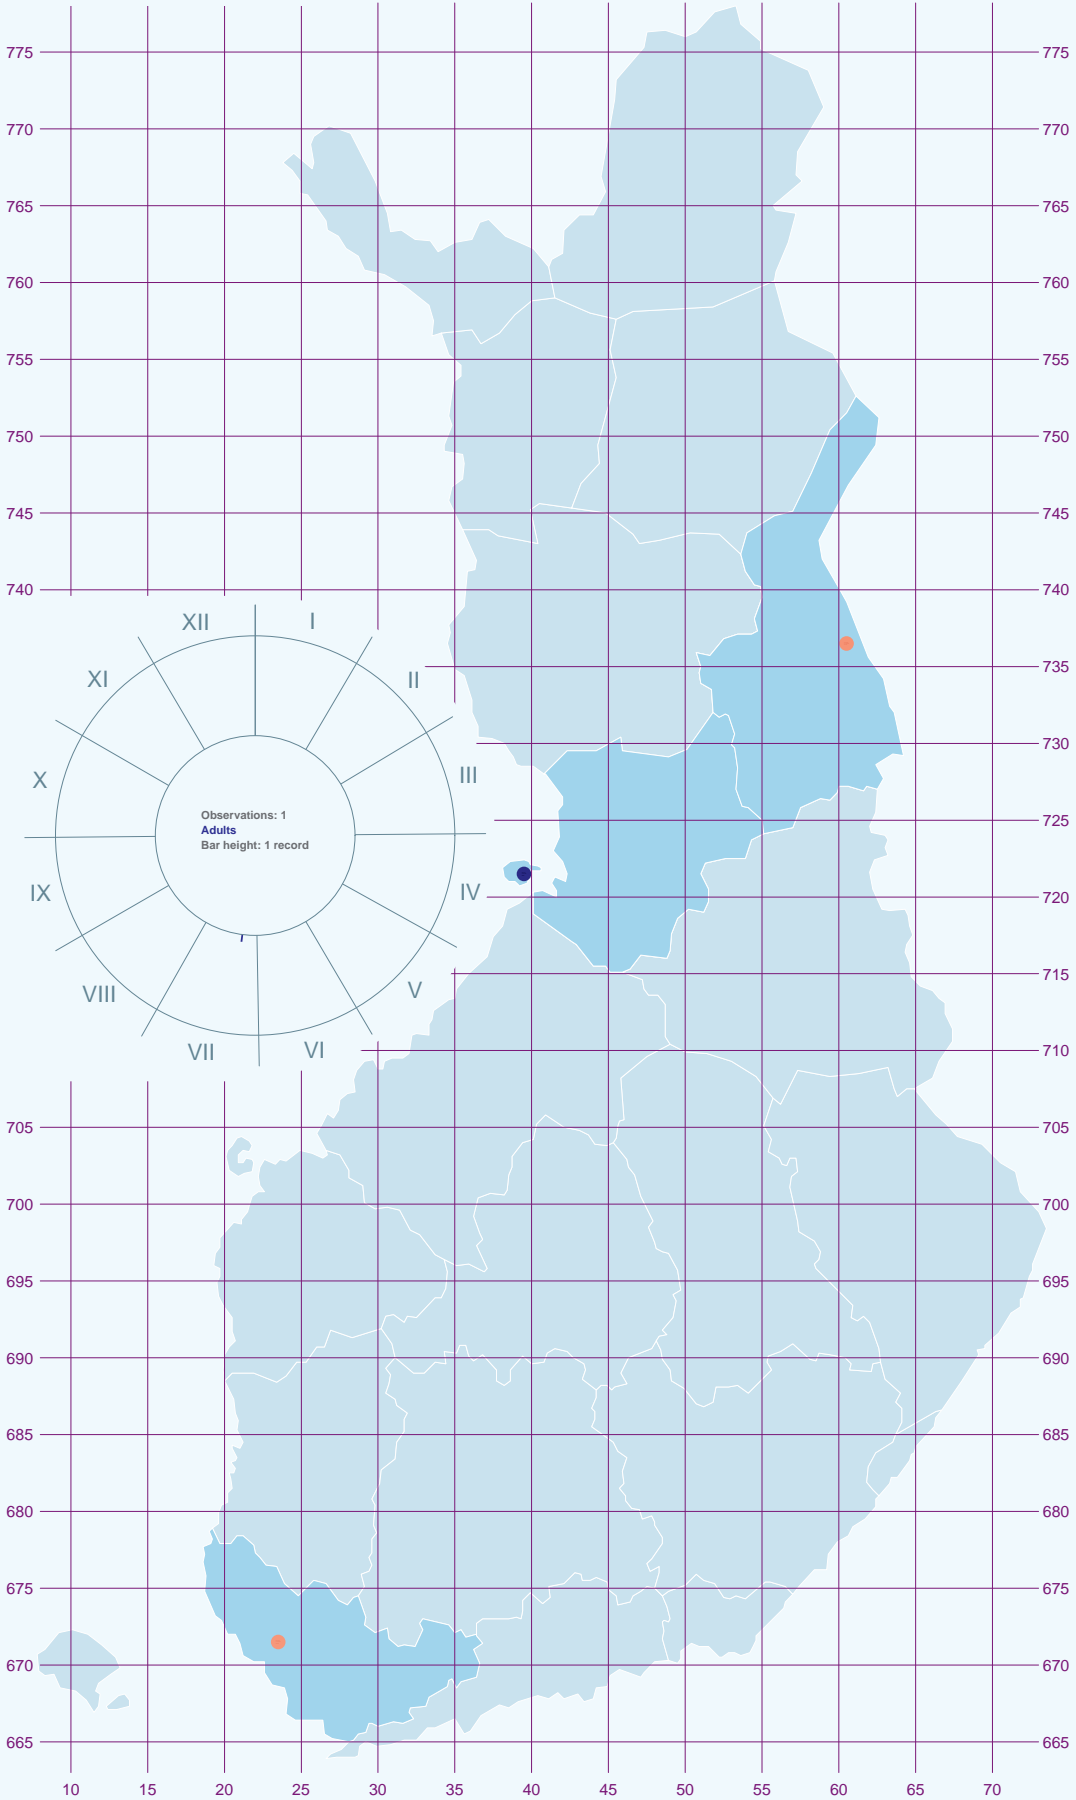 775 775
770 770
765 765
760 760
755 755
750 750
745 745
740 740
XII I
XI II
735 735
730 730
X III
725 725
Observations: 1
Adults
Bar height: 1 record
IX IV
720 720
715 715
VIII V
VII VI
710 710
705 705
700 700
695 695
690 690
685 685
680 680
675 675
670 670
665 665
10 15 20 25 30 35 40 45 50 55 60 65 70